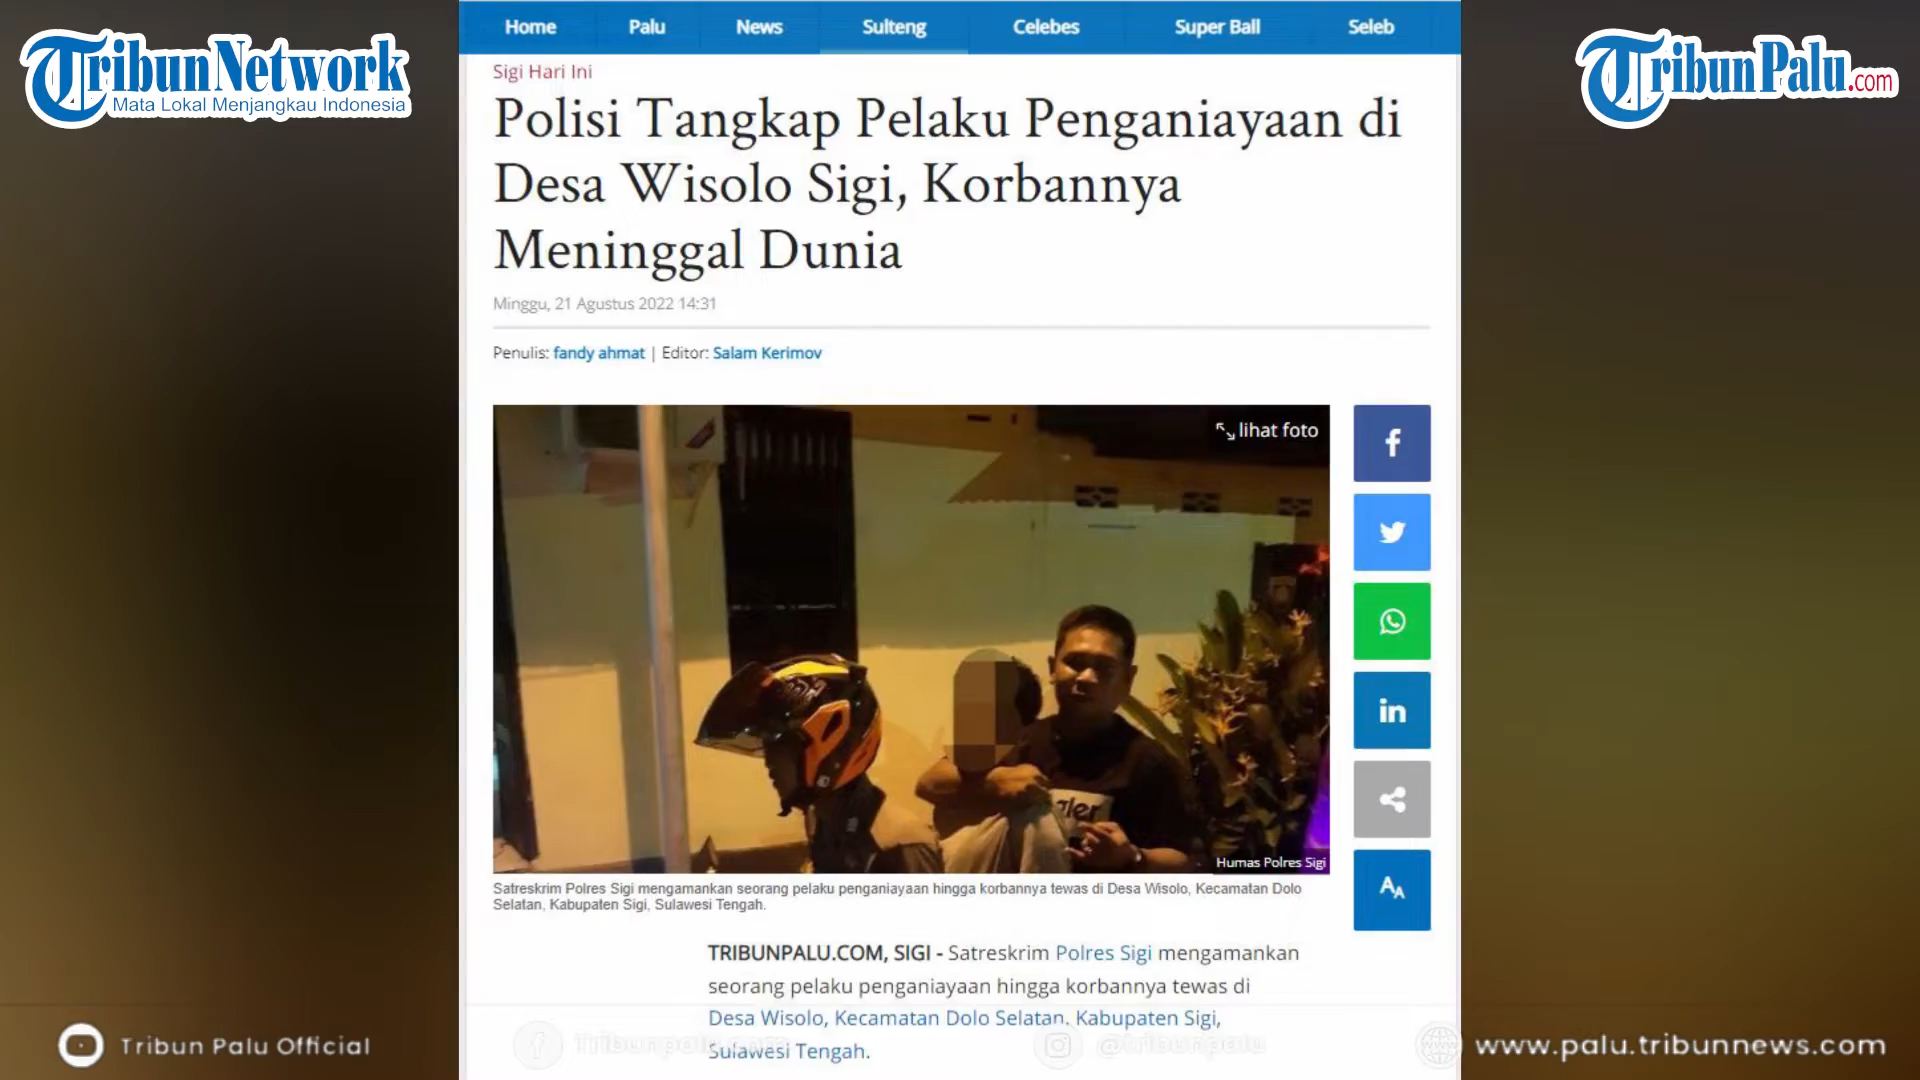 Tribun Network
Mata Lokal Menjangkau Indonesia
TribunPalu.com
Home Palu News Sulteng Celebes Super Ball Seleb
Sigi Hari Ini
Polisi Tangkap Pelaku Penganiayaan di
Desa Wisolo Sigi, Korbannya
Meninggal Dunia
Minggu, 21 Agustus 2022 14:31
Penulis: fandy ahmat | Editor: Salam Kerimov
lihat foto
Humas Polres Sigi
Satreskrim Polres Sigi mengamankan seorang pelaku penganiayaan hingga korbannya tewas di Desa Wisolo, Kecamatan Dolo
Selatan, Kabupaten Sigi, Sulawesi Tengah.
TRIBUNPALU.COM, SIGI - Satreskrim Polres Sigi mengamankan
seorang pelaku penganiayaan hingga korbannya tewas di
Desa Wisolo, Kecamatan Dolo Selatan, Kabupaten Sigi,
Sulawesi Tengah.
Tribun Palu Official
@tribunpalu
www.palu.tribunnews.com